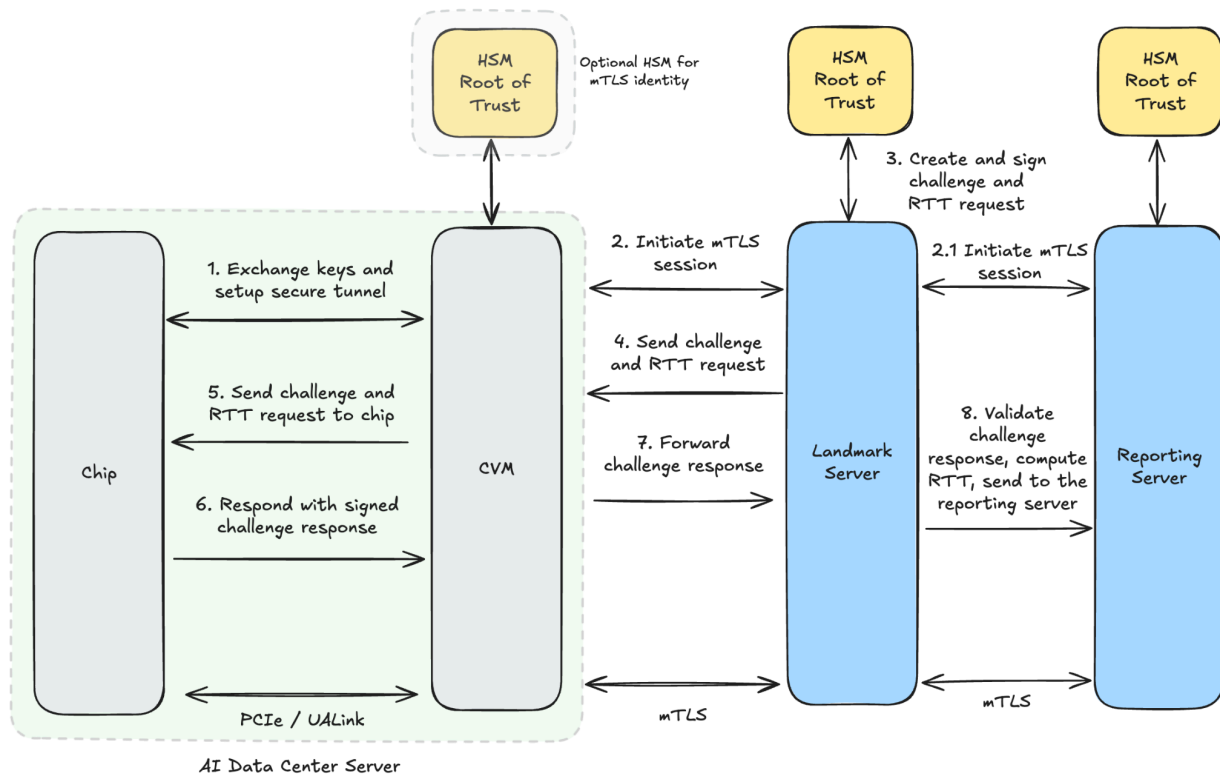 HSM
Root of
Trust
Optional HSM for
mTLS identity
HSM
Root of
Trust
HSM
Root of
Trust
3. Create and sign
challenge and
RTT request
1. Exchange keys and
setup secure tunnel
2. Initiate mTLS
session
2.1 Initiate mTLS
session
4. Send challenge
and RTT request
5. Send challenge and
RTT request to chip
7. Forward
challenge response
8. Validate
challenge
response, compute
RTT, send to the
reporting server
Chip
CVM
Landmark
Server
Reporting
Server
6. Respond with signed
challenge response
PCIe / UALink
mTLS
mTLS
AI Data Center Server